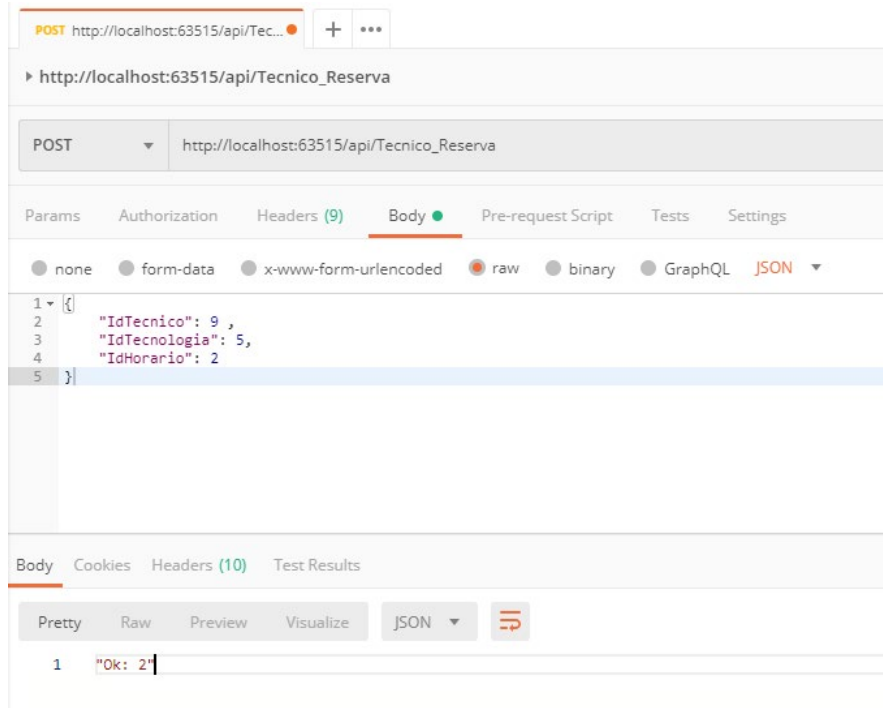 POST http://localhost:63515/api/Tec... + •••
http://localhost:63515/api/Tecnico_Reserva
POST http://localhost:63515/api/Tecnico_Reserva
Params Authorization Headers (9) Body Pre-request Script Tests Settings
none form-data x-www-form-urlencoded raw binary GraphQL JSON
1 {
2 "IdTecnico": 9 ,
3 "IdTecnologia": 5,
4 "IdHorario": 2
5 }
Body Cookies Headers (10) Test Results
Pretty Raw Preview Visualize JSON
1 "Ok: 2"